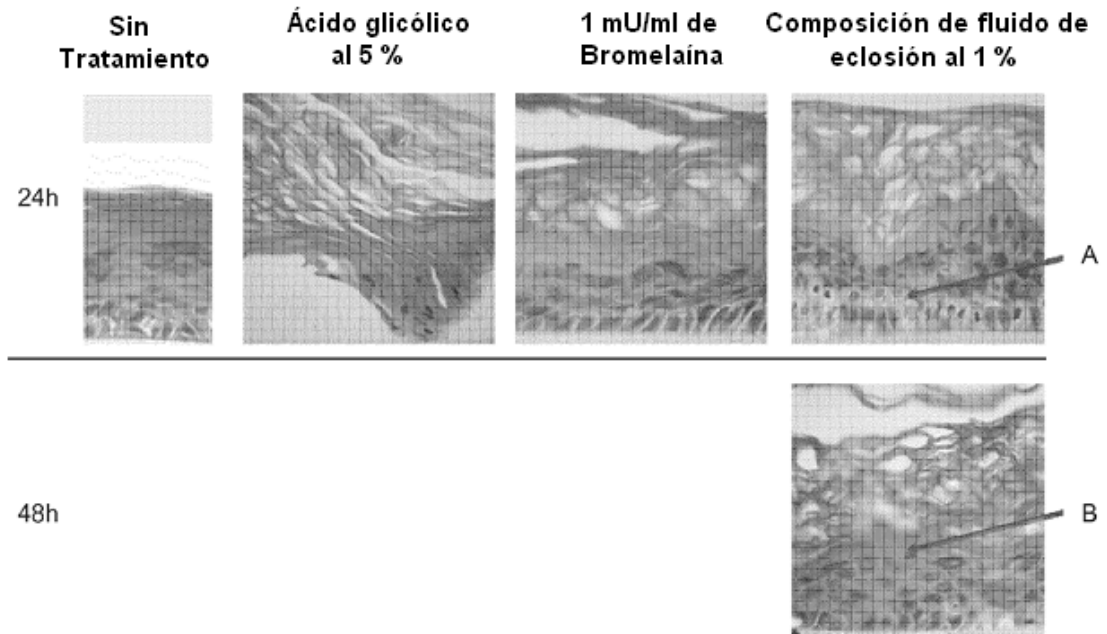 Sin
Tratamiento
Ácido glicólico
al 5 %
1 mU/ml de
Bromelaína
Composición de fluido de
eclosión al 1 %
24h
A
48h
B